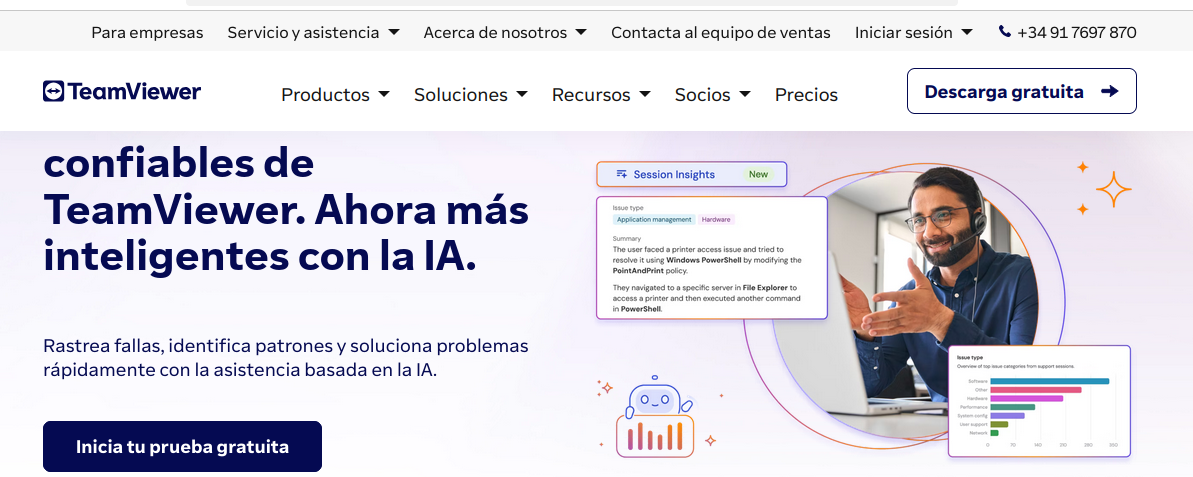 Para empresas Servicio y asistencia Acerca de nosotros Contacta al equipo de ventas Iniciar sesión +34 91 7697 870
TeamViewer Productos Soluciones Recursos Socios Precios Descarga gratuita
confiables de
TeamViewer. Ahora más
inteligentes con la IA.
Rastrea fallas, identifica patrones y soluciona problemas
rápidamente con la asistencia basada en la IA.
Inicia tu prueba gratuita
Session Insights New
Issue type
Application management Hardware
Summary
The user faced a printer access issue and tried to
resolve it using Windows PowerShell by modifying the
PointAndPrint policy.
They navigated to a specific server in File Explorer to
access a printer and then executed another command
in PowerShell.
Issue type
Overview of top issue categories from support sessions.
Software
Other
Hardware
Performance
System config
User support
Network
0 70 140 210 280